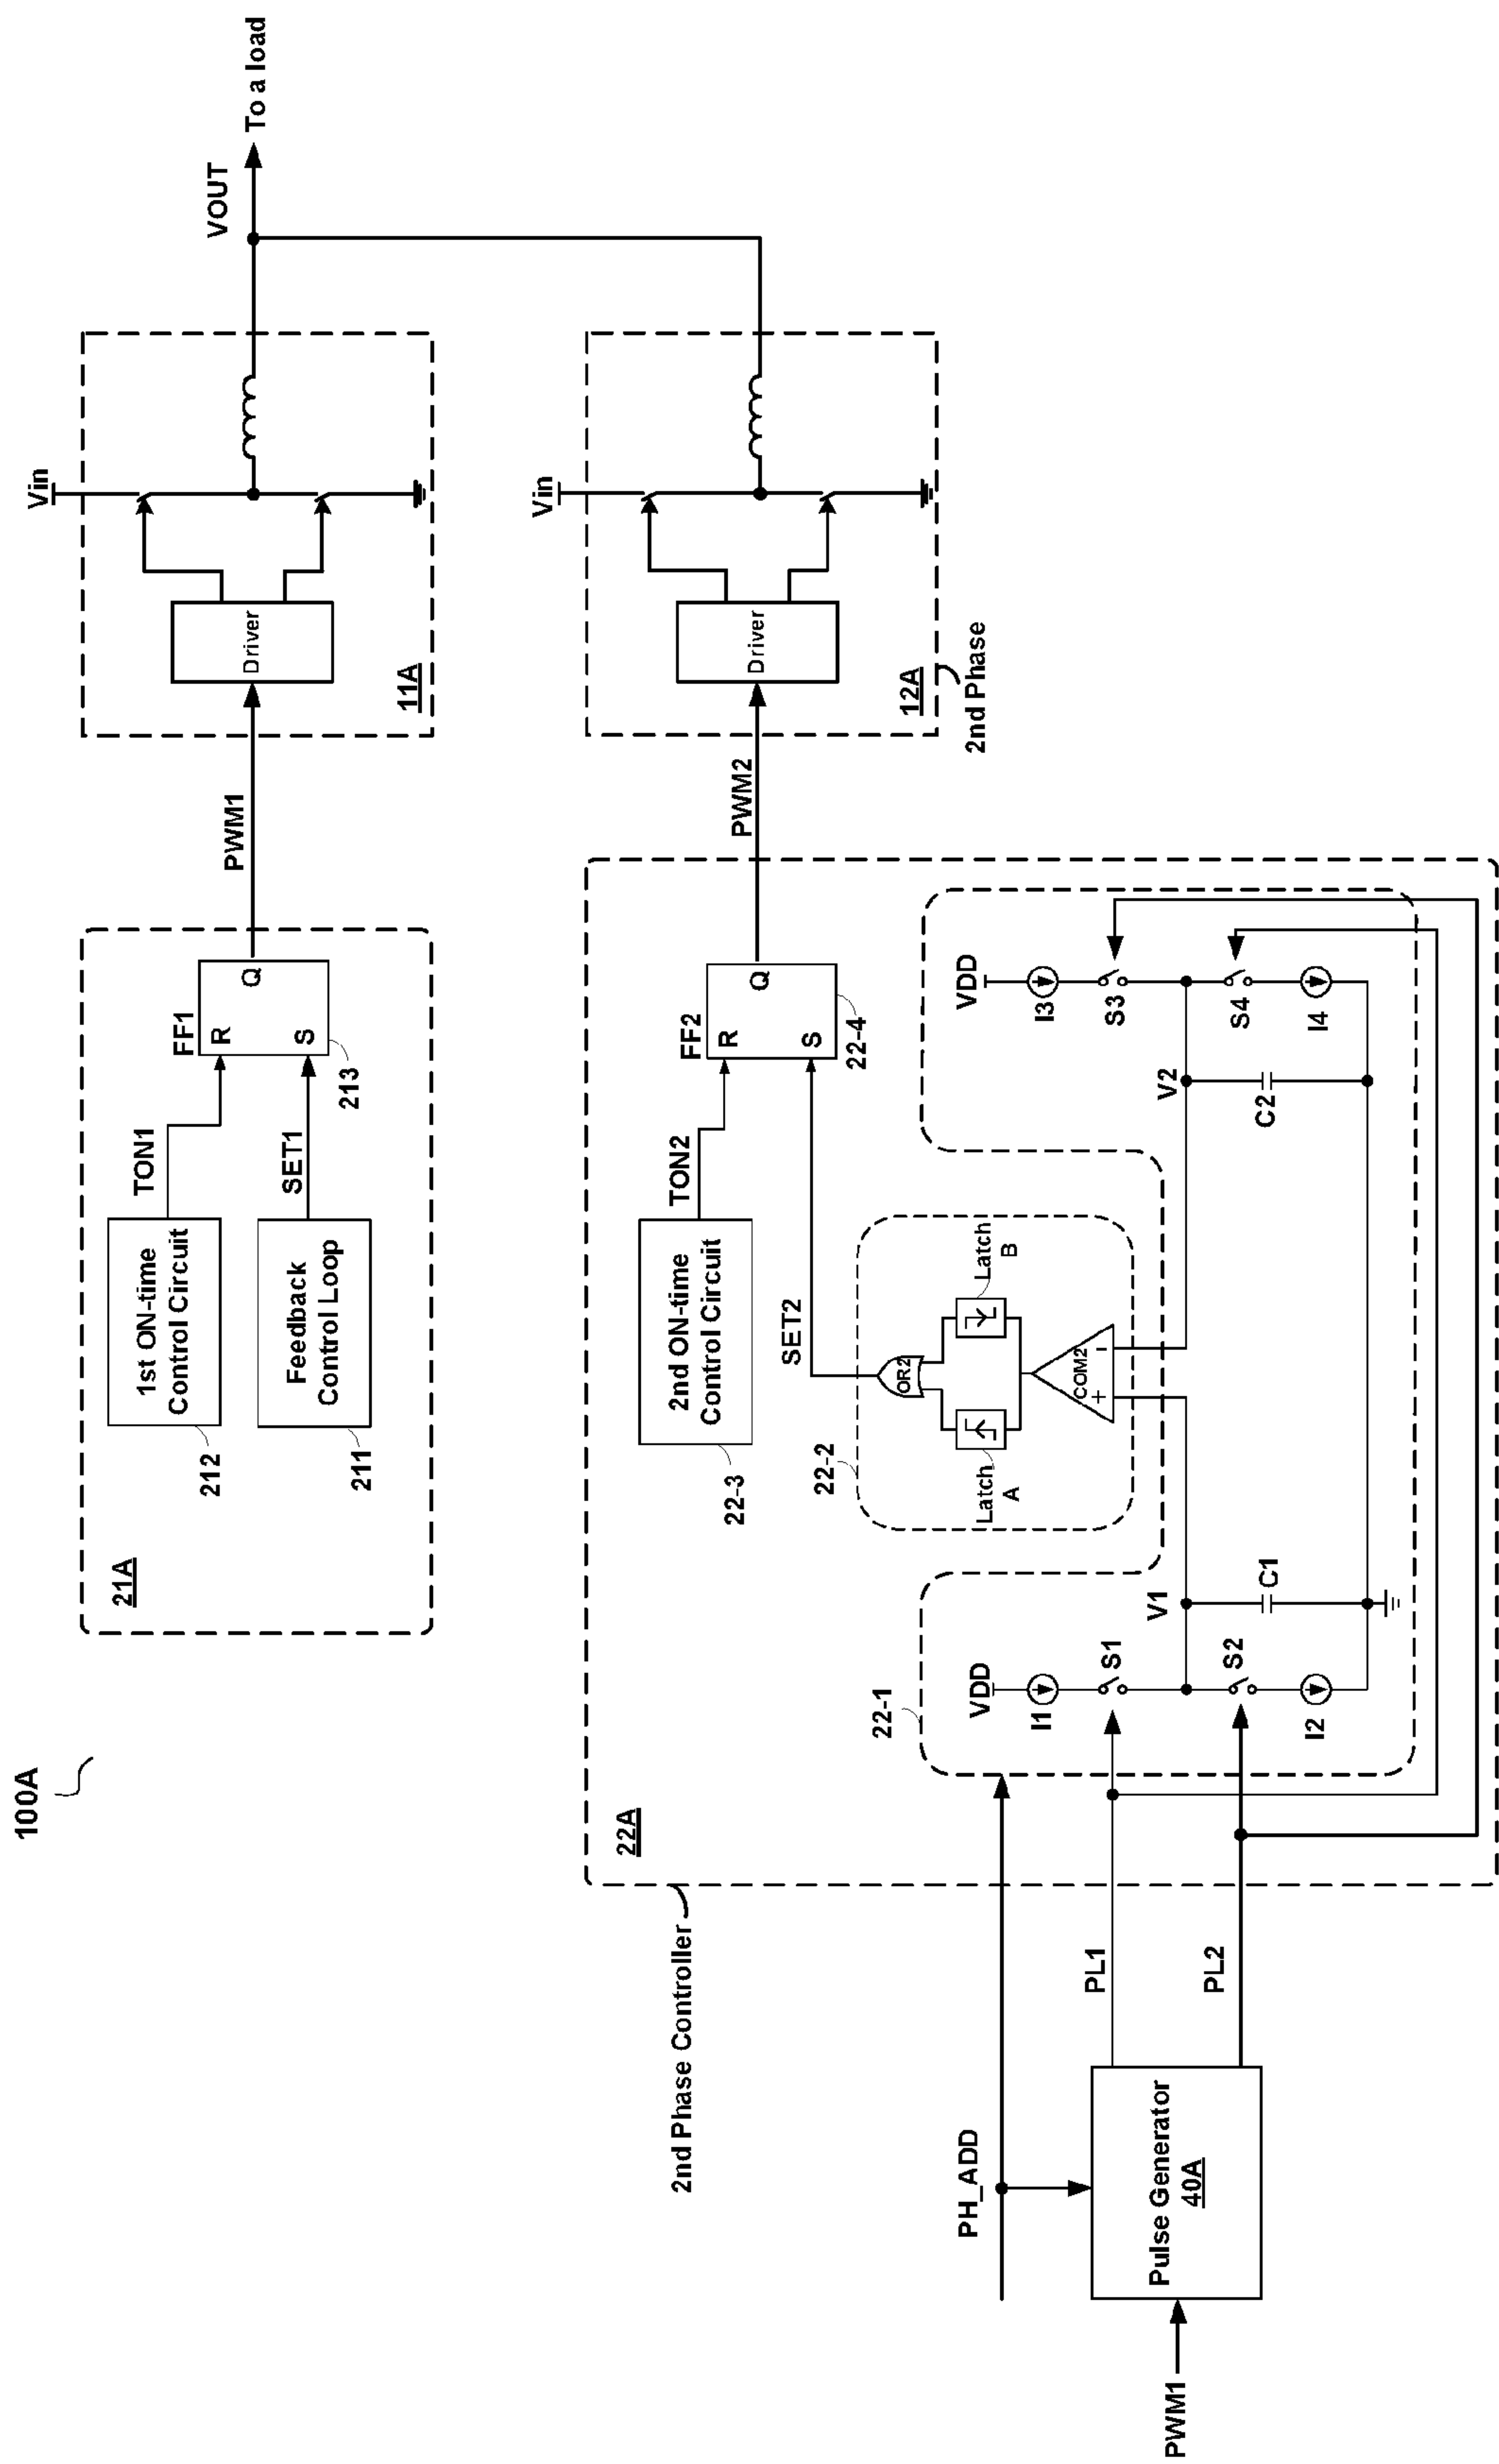 100A
21A
212
1st ON-time
Control Circuit
TON1
211
Feedback
Control Loop
SET1
FF1
R
S
Q
213
PWM1
Vin
Driver
11A
VOUT
To a load
2nd Phase Controller
22A
22-3
2nd ON-time
Control Circuit
TON2
SET2
FF2
R
S
Q
22-4
PWM2
Vin
Driver
12A
2nd Phase
22-2
OR2
Latch
A
Latch
B
COM2
+
-
22-1
VDD
I1
S1
V1
C1
S2
I2
VDD
I3
S3
V2
C2
S4
I4
PH_ADD
PL1
PL2
Pulse Generator
40A
PWM1